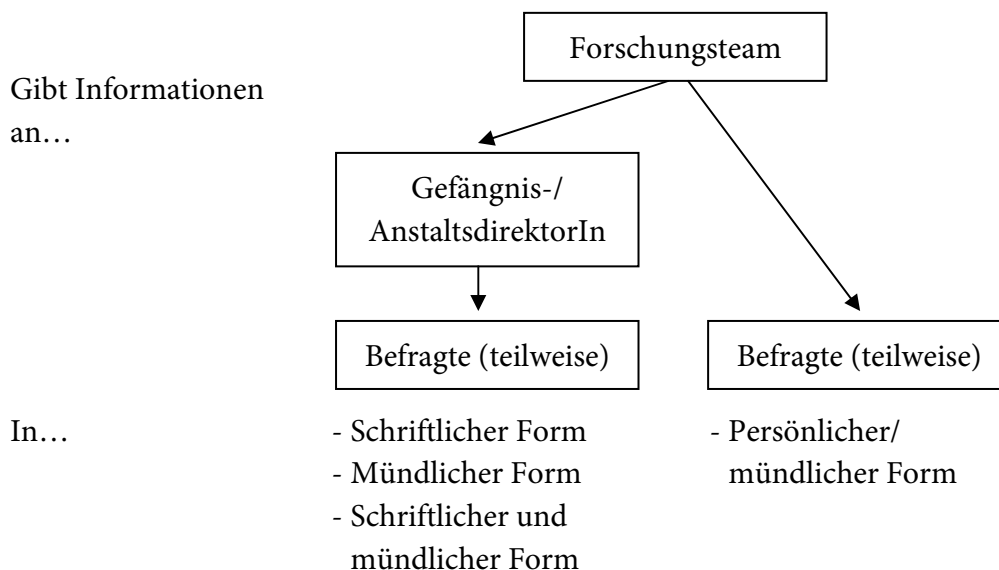 Forschungsteam
Gibt Informationen
an…
Gefängnis-/
AnstaltsdirektorIn
Befragte (teilweise)
Befragte (teilweise)
In…
- Schriftlicher Form
- Mündlicher Form
- Schriftlicher und
mündlicher Form
- Persönlicher/
mündlicher Form